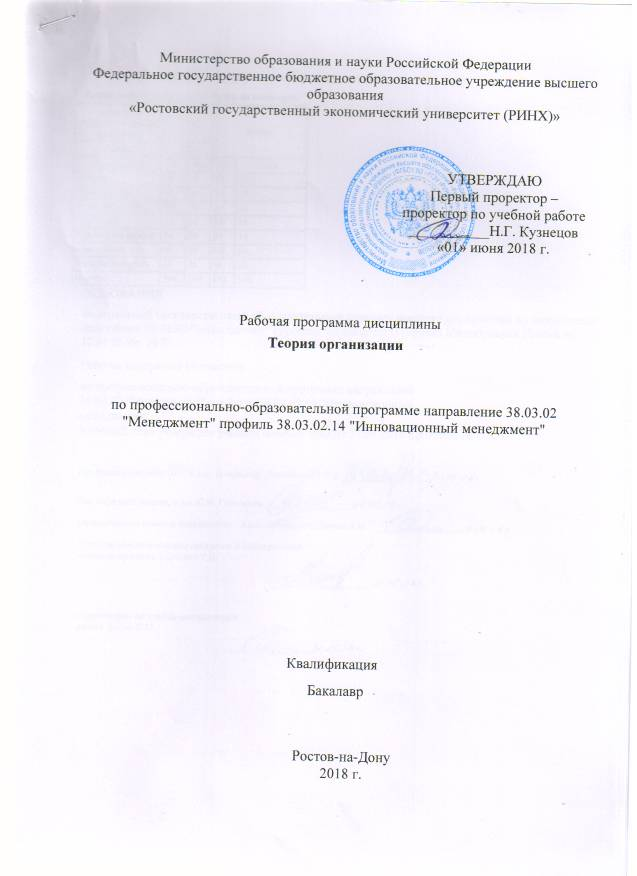 Министерство образования и науки Российской Федерации
Федеральное государственное бюджетное образовательное учреждение высшего
образования
«Ростовский государственный экономический университет (РИНХ)»
УТВЕРЖДАЮ
Первый проректор –
проректор по учебной работе
Н.Г. Кузнецов
«01» июня 2018 г.
Рабочая программа дисциплины
Теория организации
по профессионально-образовательной программе направление 38.03.02
"Менеджмент" профиль 38.03.02.14 "Инновационный менеджмент"
Квалификация
Бакалавр
Ростов-на-Дону
2018 г.